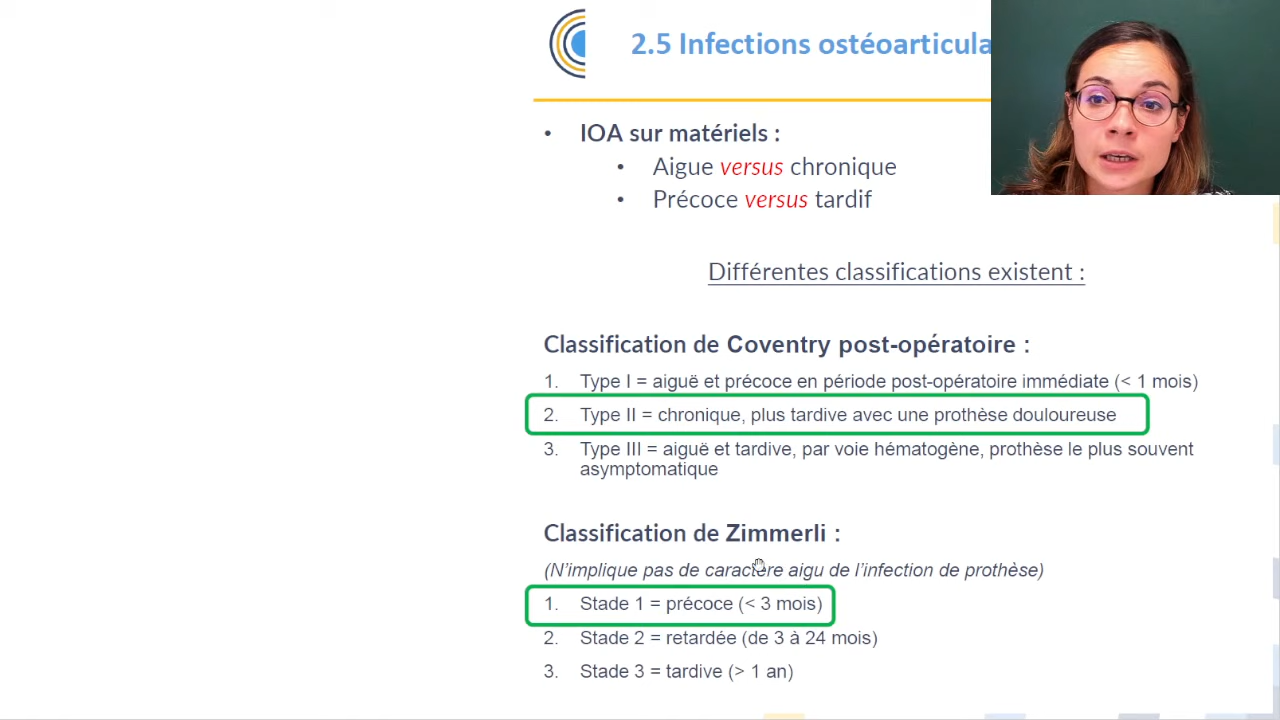 2.5 Infections ostéoarticula
• IOA sur matériels :
• Aigue versus chronique
• Précoce versus tardif
Différentes classifications existent :
Classification de Coventry post-opératoire :
1. Type I = aiguë et précoce en période post-opératoire immédiate (< 1 mois)
2. Type II = chronique, plus tardive avec une prothèse douloureuse
3. Type III = aiguë et tardive, par voie hématogène, prothèse le plus souvent
asymptomatique
Classification de Zimmerli :
(N’implique pas de caractère aigu de l’infection de prothèse)
1. Stade 1 = précoce (< 3 mois)
2. Stade 2 = retardée (de 3 à 24 mois)
3. Stade 3 = tardive (> 1 an)